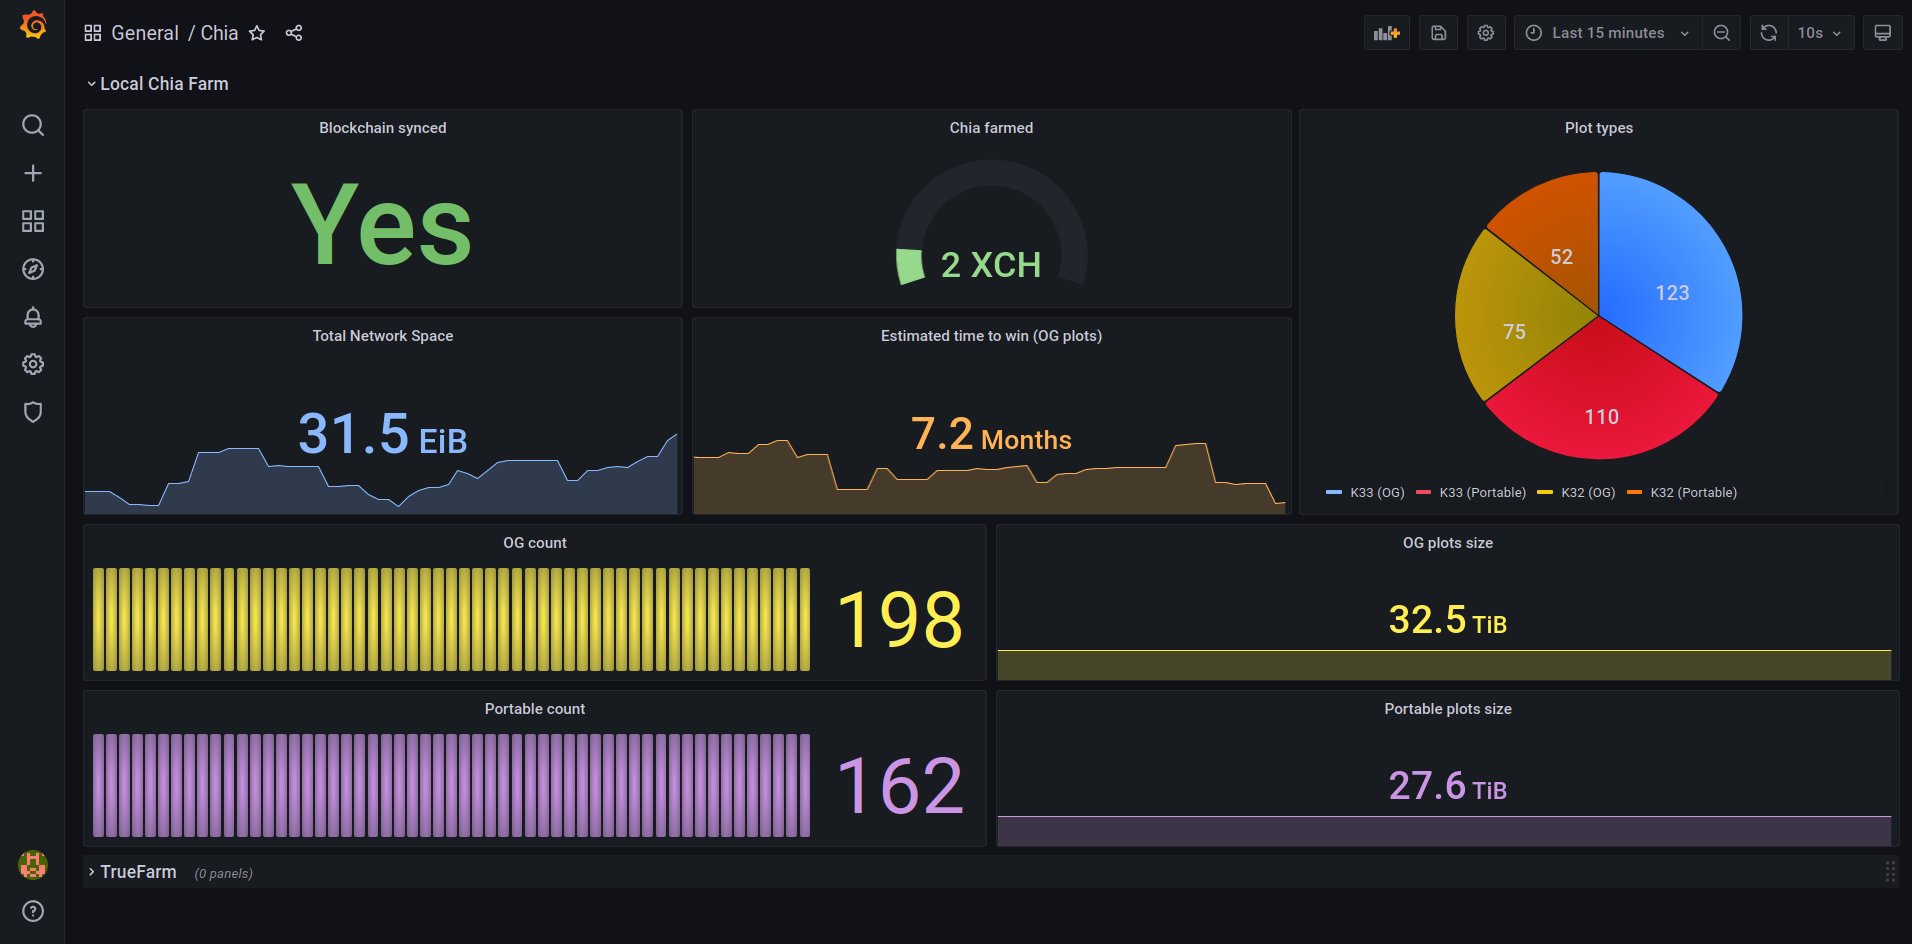 General / Chia
Last 15 minutes
10s
Local Chia Farm
Blockchain synced
Yes
Chia farmed
2 XCH
Plot types
52
123
75
110
K33 (OG) K33 (Portable) K32 (OG) K32 (Portable)
Total Network Space
31.5 EiB
Estimated time to win (OG plots)
7.2 Months
OG count
198
OG plots size
32.5 TiB
Portable count
162
Portable plots size
27.6 TiB
TrueFarm (0 panels)